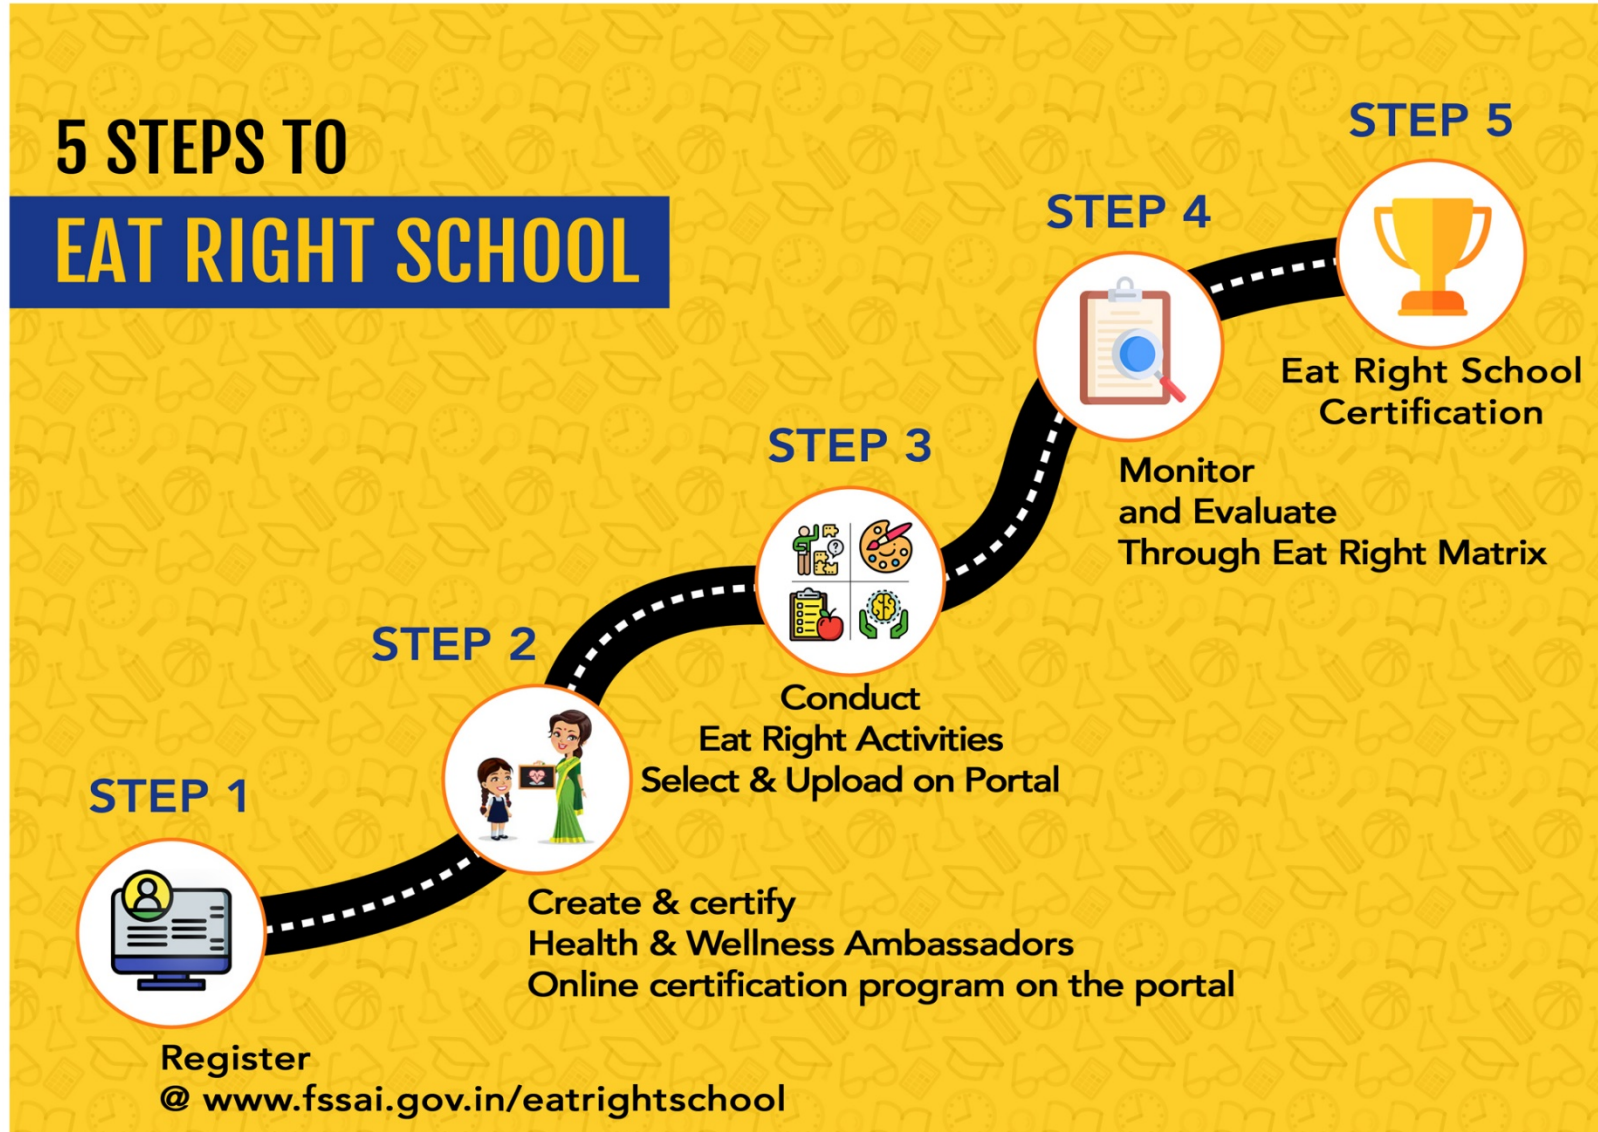 5 STEPS TO
EAT RIGHT SCHOOL
STEP 1
Register
@ www.fssai.gov.in/eatrightschool
STEP 2
Create & certify
Health & Wellness Ambassadors
Online certification program on the portal
STEP 3
Conduct
Eat Right Activities
Select & Upload on Portal
STEP 4
Monitor
and Evaluate
Through Eat Right Matrix
STEP 5
Eat Right School
Certification